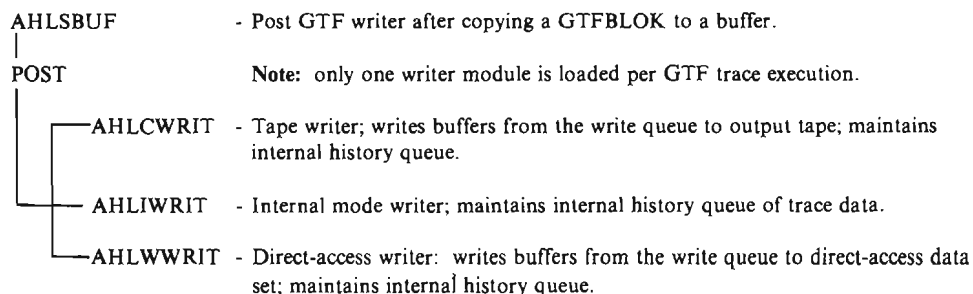 AHLSBUF - Post GTF writer after copying a GTFBLOK to a buffer.
POST Note: only one writer module is loaded per GTF trace execution.
AHLCWRIT - Tape writer; writes buffers from the write queue to output tape; maintains
internal history queue.
AHLIWRIT - Internal mode writer; maintains internal history queue of trace data.
AHLWWRIT - Direct-access writer: writes buffers from the write queue to direct-access data
set; maintains internal history queue.